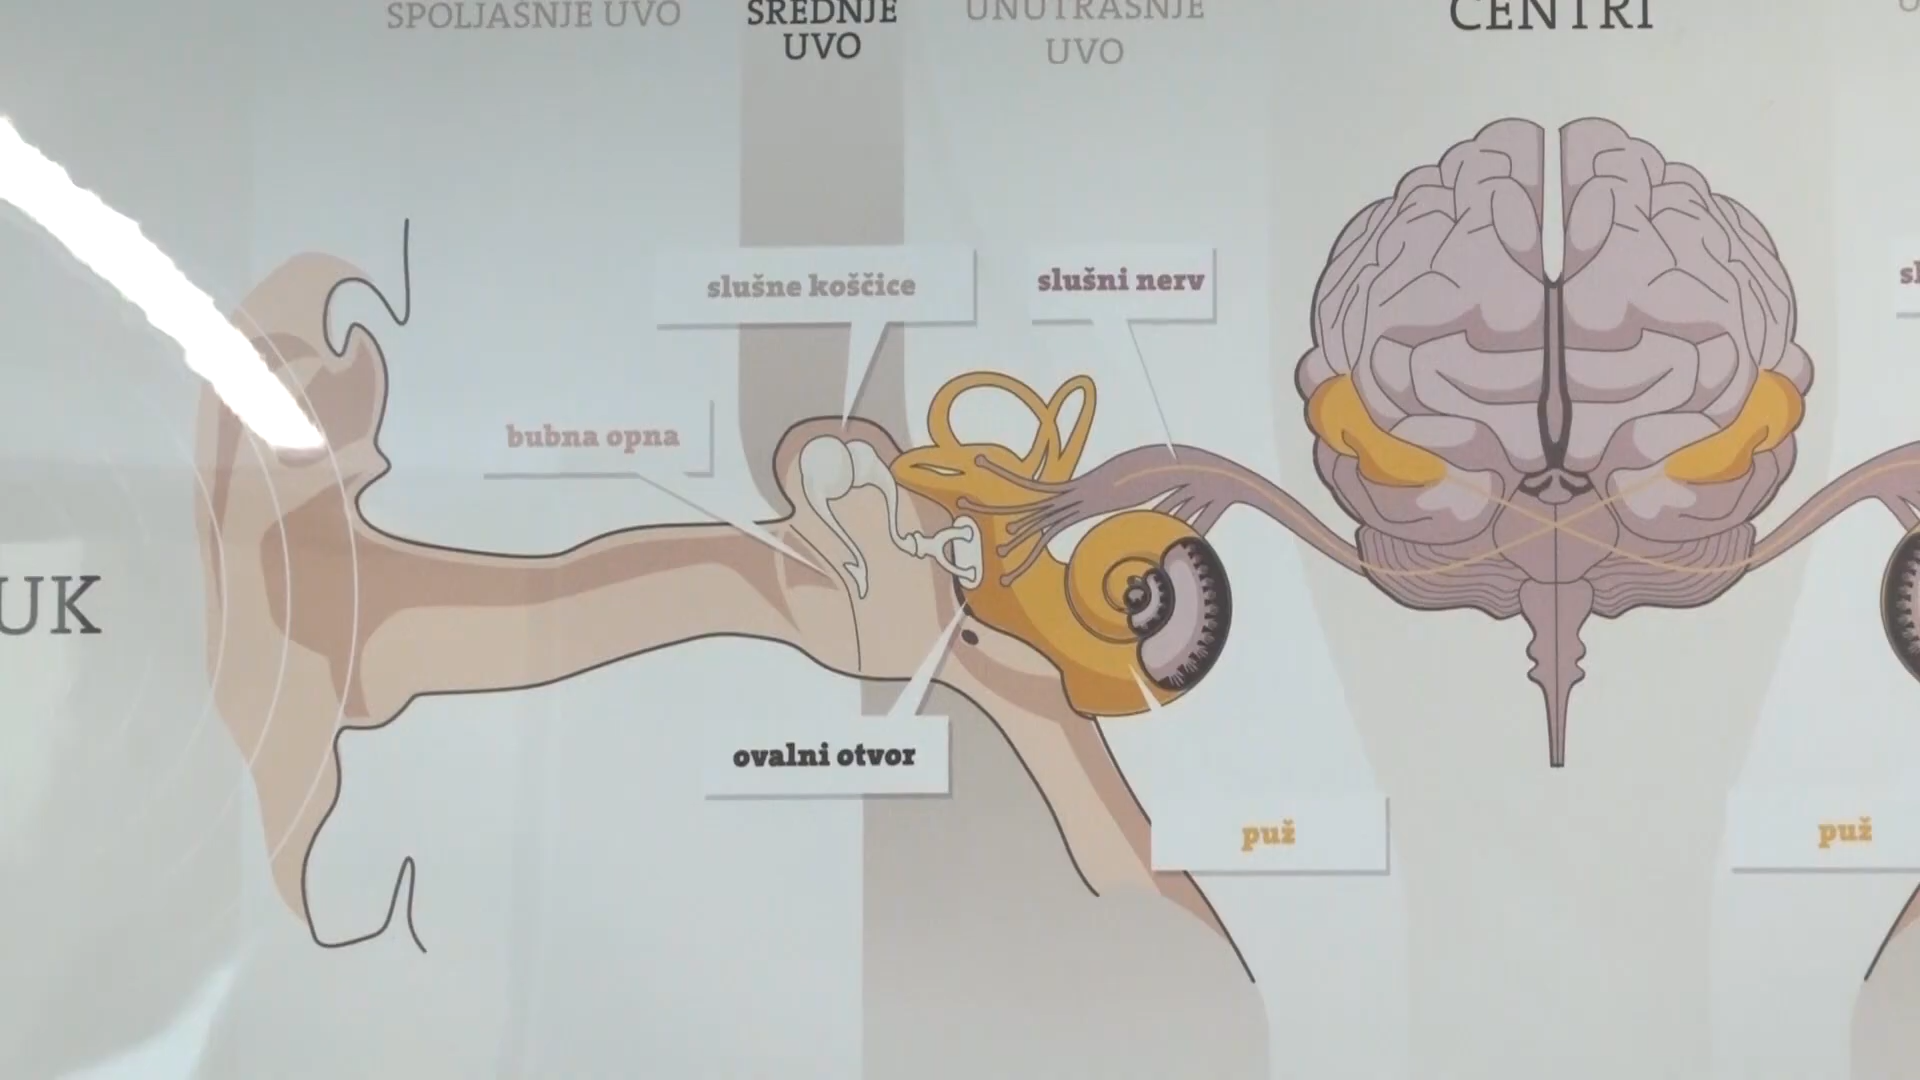 SPOLJAŠNJE UVO
SREDNJE
UVO
UNUTRAŠNJE
UVO
CENTRI
slušne koščice
slušni nerv
bubna opna
UK
ovalni otvor
puž
puž